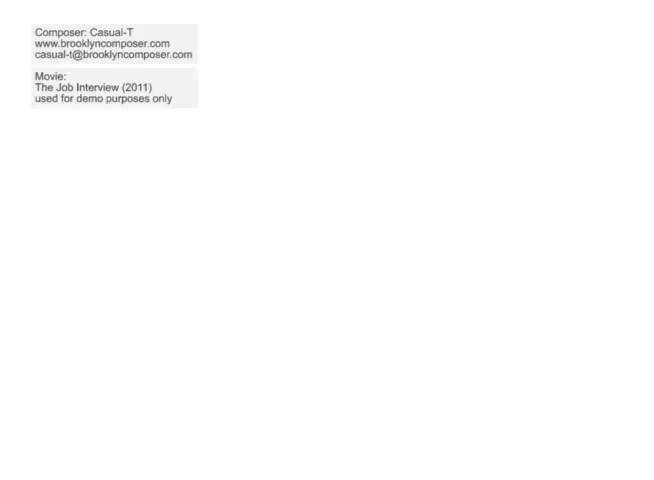 Composer: Casual-T
www.brooklyncomposer.com
casual-t@brooklyncomposer.com
Movie:
The Job Interview (2011)
used for demo purposes only